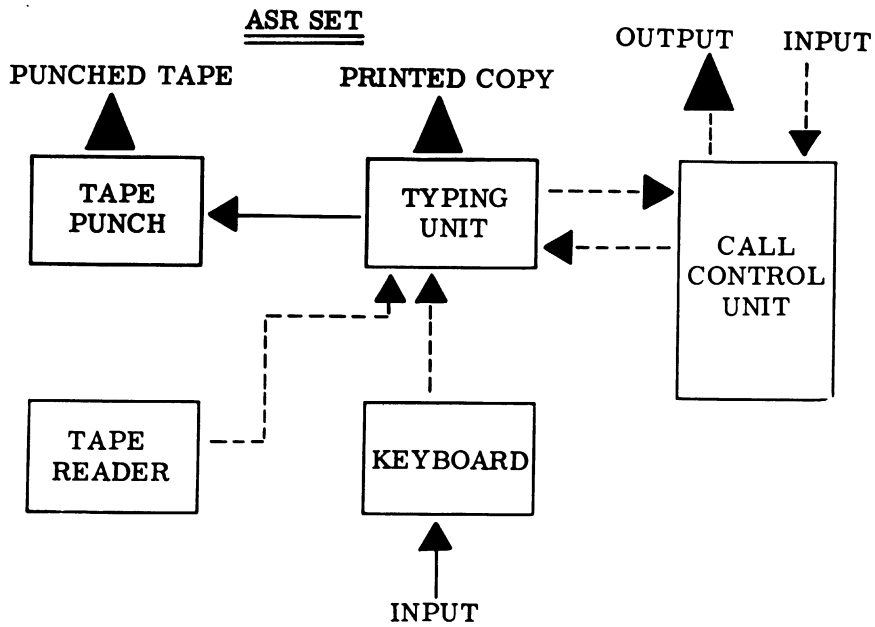 ASR SET
OUTPUT
INPUT
PUNCHED TAPE
PRINTED COPY
TAPE
PUNCH
TYPING
UNIT
CALL
CONTROL
UNIT
TAPE
READER
KEYBOARD
INPUT